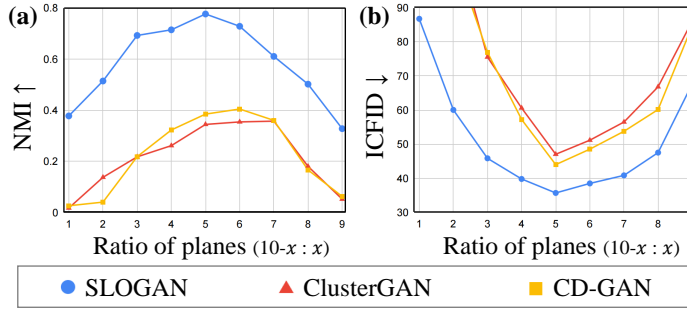 (a)
NMI ↑
0.8
0.6
0.4
0.2
0
1 2 3 4 5 6 7 8 9
Ratio of planes (10-x : x)
(b)
ICFID ↓
90
80
70
60
50
40
30
1 2 3 4 5 6 7 8
Ratio of planes (10-x : x)
SLOGAN ClusterGAN CD-GAN